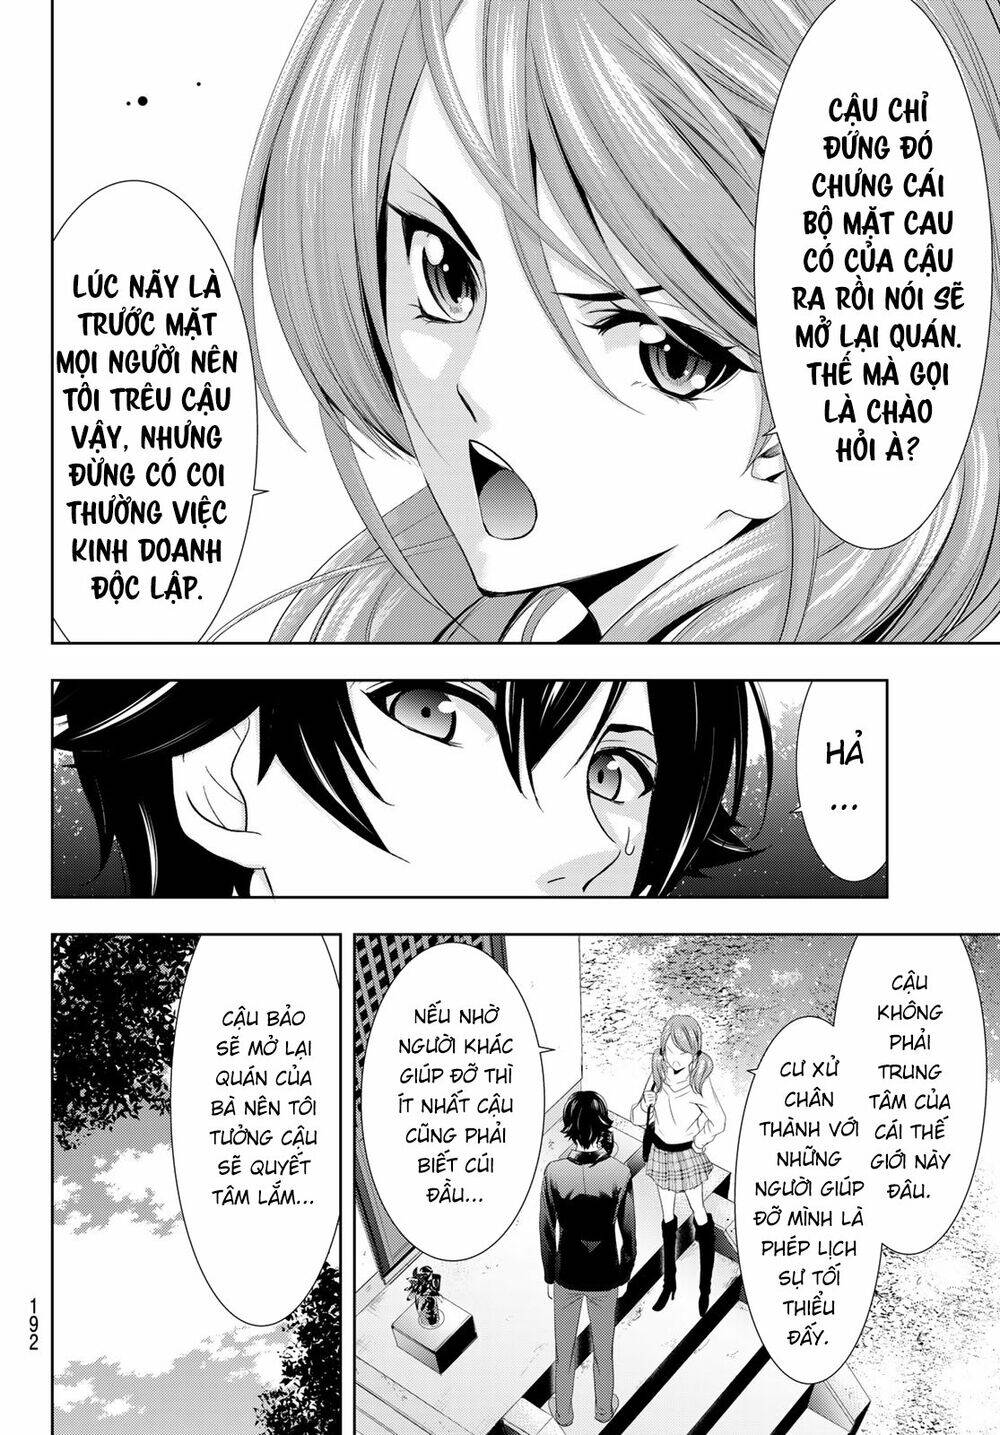 CẬU CHỈ
ĐỨNG ĐÓ
CHƯNG CÁI
BỘ MẶT CAU
CÓ CỦA CẬU
RA RỒI NÓI SẼ
MỞ LẠI QUÁN.
THẾ MÀ GỌI
LÀ CHÀO
HỎI À?
LÚC NÃY LÀ
TRƯỚC MẶT
MỌI NGƯỜI NÊN
TÔI TRÊU CẬU
VẬY, NHƯNG
ĐỪNG CÓ COI
THƯỜNG VIỆC
KINH DOANH
ĐỘC LẬP.
HẢ
...
CẬU
KHÔNG
PHẢI
TRUNG
TÂM CỦA
CÁI THẾ
GIỚI NÀY
ĐÂU.
CƯ XỬ
CHÂN
THÀNH VỚI
NHỮNG
NGƯỜI GIÚP
ĐỠ MÌNH LÀ
PHÉP LỊCH
SỰ TỐI
THIỂU
ĐẤY.
NẾU NHỜ
NGƯỜI KHÁC
GIÚP ĐỠ THÌ
ÍT NHẤT CẬU
CŨNG PHẢI
BIẾT CÚI
ĐẦU...
CẬU BẢO
SẼ MỞ LẠI
QUÁN CỦA
BÀ NÊN TÔI
TƯỞNG CẬU
SẼ QUYẾT
TÂM LẮM...
192